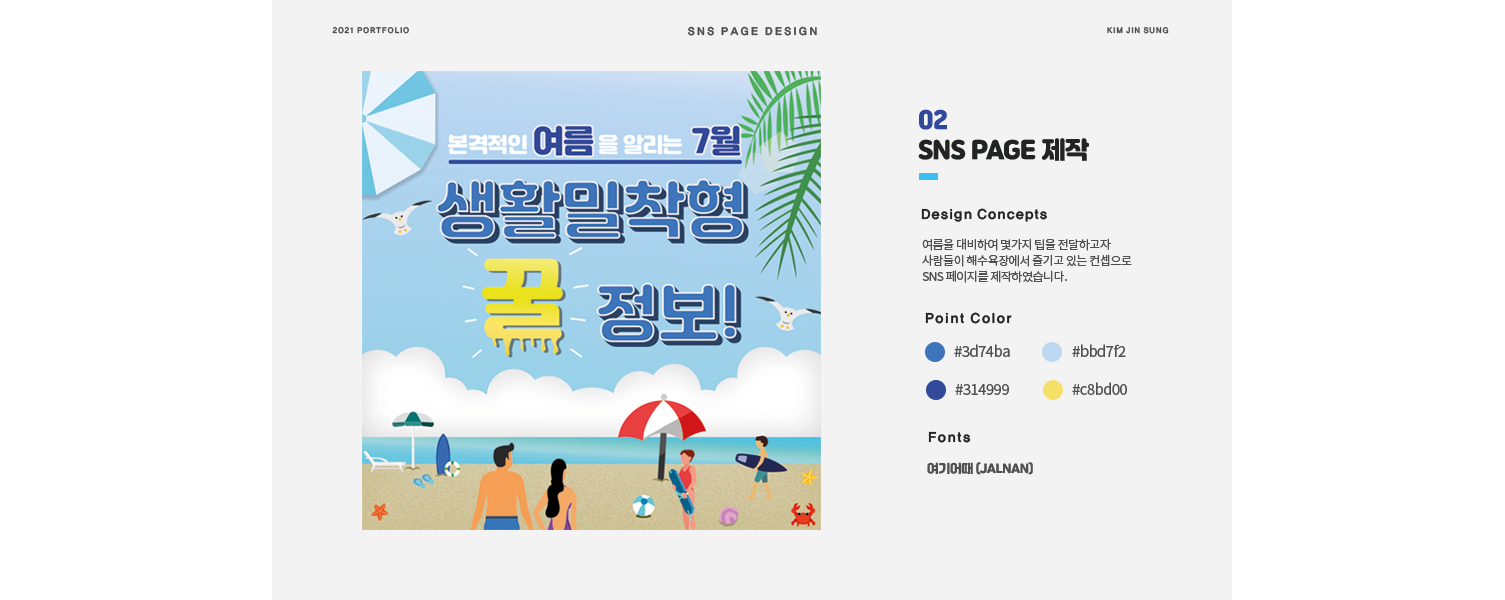 2021 PORTFOLIO
SNS PAGE DESIGN
KIM JIN SUNG
본격적인 여름을 알리는 7월
생활밀착형
꿀 정보!
02
SNS PAGE 제작
Design Concepts
여름을 대비하여 몇가지 팁을 전달하고자
사람들이 해수욕장에서 즐기고 있는 컨셉으로
SNS 페이지를 제작하였습니다.
Point Color
#3d74ba
#bbd7f2
#314999
#c8bd00
Fonts
여기어때 (JALNAN)